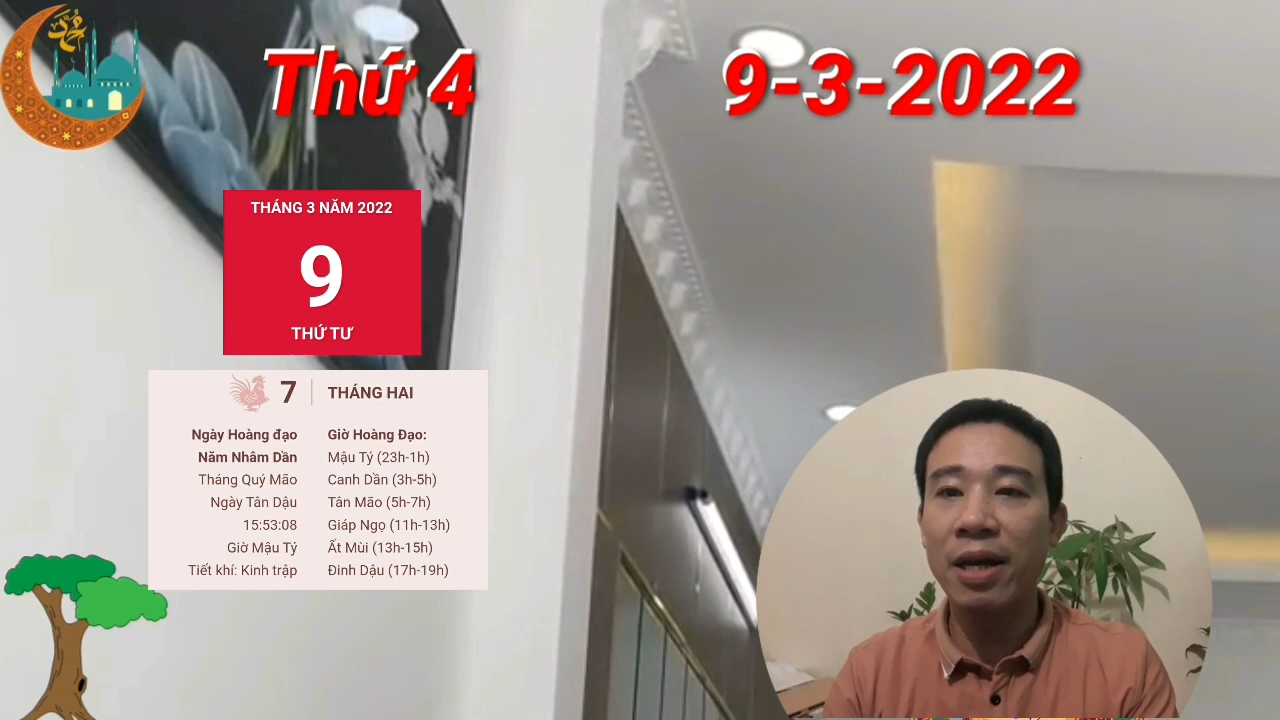 Thứ 4
9-3-2022
THÁNG 3 NĂM 2022
9
THỨ TƯ
7
THÁNG HAI
Ngày Hoàng đạo
Năm Nhâm Dần
Tháng Quý Mão
Ngày Tân Dậu
15:53:08
Giờ Mậu Tý
Tiết khí: Kinh trập
Giờ Hoàng Đạo:
Mậu Tý (23h-1h)
Canh Dần (3h-5h)
Tân Mão (5h-7h)
Giáp Ngọ (11h-13h)
Ất Mùi (13h-15h)
Đinh Dậu (17h-19h)